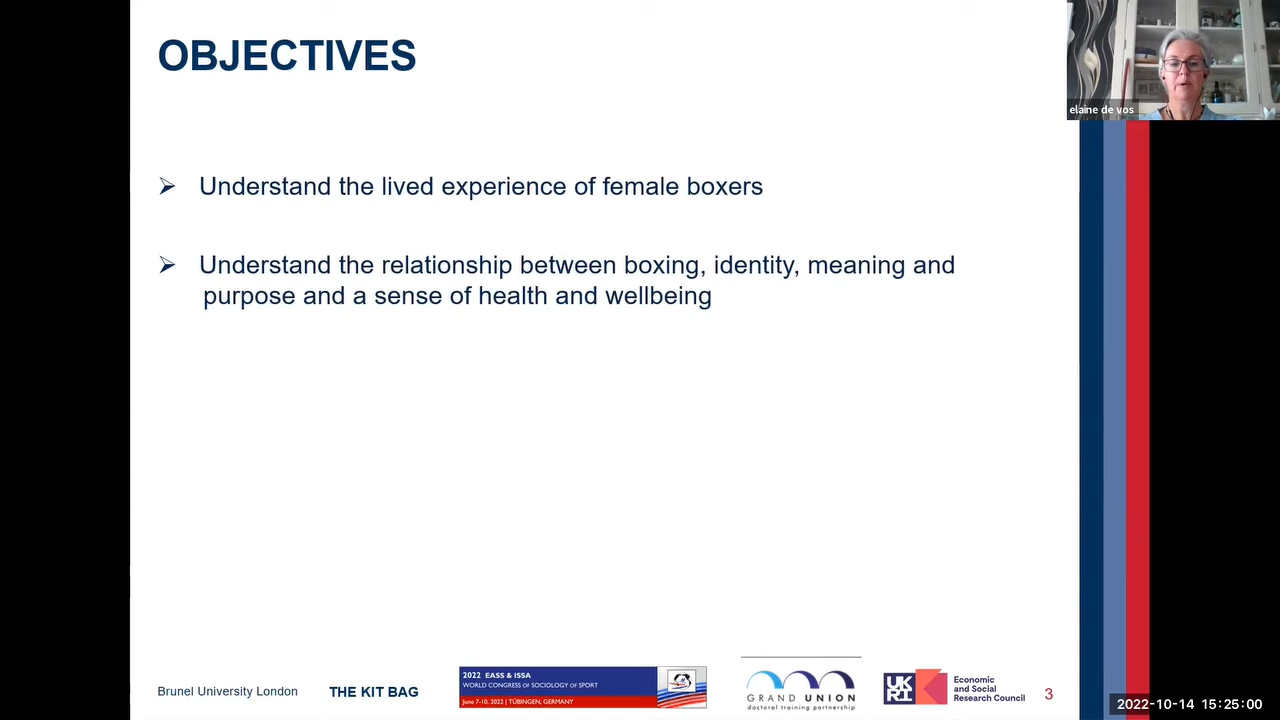 OBJECTIVES
elaine de vos
➢ Understand the lived experience of female boxers
➢ Understand the relationship between boxing, identity, meaning and
purpose and a sense of health and wellbeing
Brunel University London
THE KIT BAG
2022 EASS & ISSA
WORLD CONGRESS OF SOCIOLOGY OF SPORT
June 7-10, 2022 | TÜBINGEN, GERMANY
GRAND UNION
doctoral training partnership
UK
RI
Economic
and Social
Research Council
3
2022-10-14 15:25:00